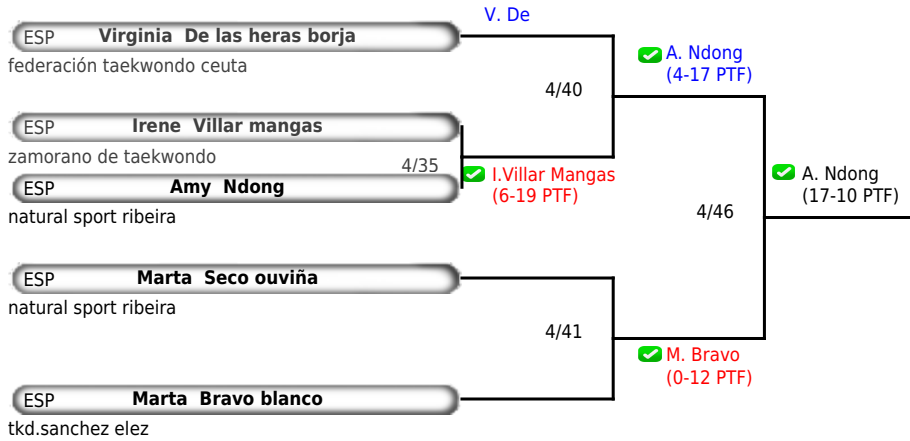 V. De
ESP Virginia De las heras borja
federación taekwondo ceuta
A. Ndong
(4-17 PTF)
4/40
ESP Irene Villar mangas
zamorano de taekwondo
4/35
I.Villar Mangas
(6-19 PTF)
ESP Amy Ndong
natural sport ribeira
A. Ndong
(17-10 PTF)
4/46
ESP Marta Seco ouviña
natural sport ribeira
4/41
M. Bravo
(0-12 PTF)
ESP Marta Bravo blanco
tkd.sanchez elez